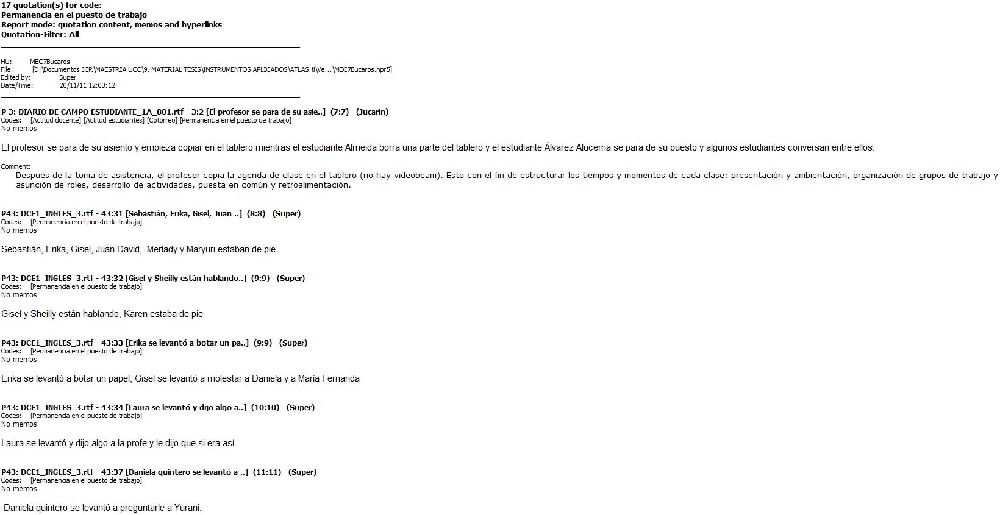 17 quotation(s) for code:
Permanencia en el puesto de trabajo
Report mode: quotation content, memos and hyperlinks
Quotation-Filter: All
HU: MEC7Bucaros
File: [D:\Documentos JCR\MAESTRIA UCC\9. MATERIAL TESIS\INSTRUMENTOS APLICADOS\ATLAS.ti\Ve...\MEC7Bucaros.hpr5]
Edited by: Super
Date/Time: 20/11/11 12:03:12
P 3: DIARIO DE CAMPO ESTUDIANTE_1A_801.rtf - 3:2 [El profesor se para de su asie..] (7:7) (Jucarin)
Codes: [Actitud docente] [Actitud estudiantes] [Cotorreo] [Permanencia en el puesto de trabajo]
No memos
El profesor se para de su asiento y empieza copiar en el tablero mientras el estudiante Almeida borra una parte del tablero y el estudiante Álvarez Alucema se para de su puesto y algunos estudiantes conversan entre ellos.
Comment:
Después de la toma de asistencia, el profesor copia la agenda de clase en el tablero (no hay videobeam). Esto con el fin de estructurar los tiempos y momentos de cada clase: presentación y ambientación, organización de grupos de trabajo y
asunción de roles, desarrollo de actividades, puesta en común y retroalimentación.
P43: DCE1_INGLES_3.rtf - 43:31 [Sebastián, Erika, Gisel, Juan ..] (8:8) (Super)
Codes: [Permanencia en el puesto de trabajo]
No memos
Sebastián, Erika, Gisel, Juan David, Merlady y Maryuri estaban de pie
P43: DCE1_INGLES_3.rtf - 43:32 [Gisel y Sheilly están hablando..] (9:9) (Super)
Codes: [Permanencia en el puesto de trabajo]
No memos
Gisel y Sheilly están hablando, Karen estaba de pie
P43: DCE1_INGLES_3.rtf - 43:33 [Erika se levantó a botar un pa..] (9:9) (Super)
Codes: [Permanencia en el puesto de trabajo]
No memos
Erika se levantó a botar un papel, Gisel se levantó a molestar a Daniela y a María Fernanda
P43: DCE1_INGLES_3.rtf - 43:34 [Laura se levantó y dijo algo a..] (10:10) (Super)
Codes: [Permanencia en el puesto de trabajo]
No memos
Laura se levantó y dijo algo a la profe y le dijo que si era así
P43: DCE1_INGLES_3.rtf - 43:37 [Daniela quintero se levantó a ..] (11:11) (Super)
Codes: [Permanencia en el puesto de trabajo]
No memos
Daniela quintero se levantó a preguntarle a Yurani.